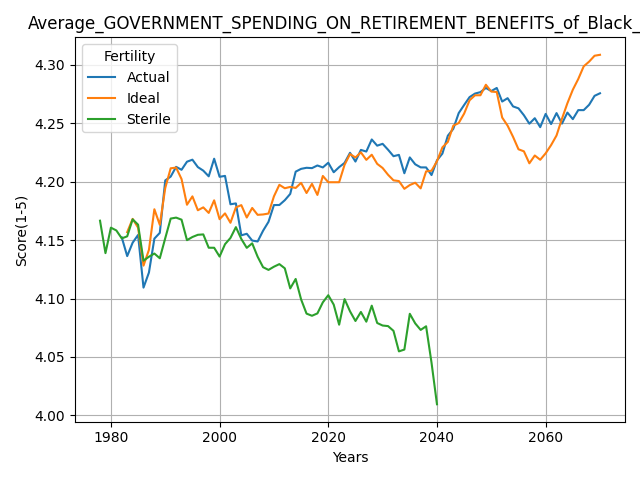 Average_GOVERNMENT_SPENDING_ON_RETIREMENT_BENEFITS_of_Black_
Fertility
Actual
Ideal
Sterile
Score(1-5)
4.30
4.25
4.20
4.15
4.10
4.05
4.00
1980 2000 2020 2040 2060
Years